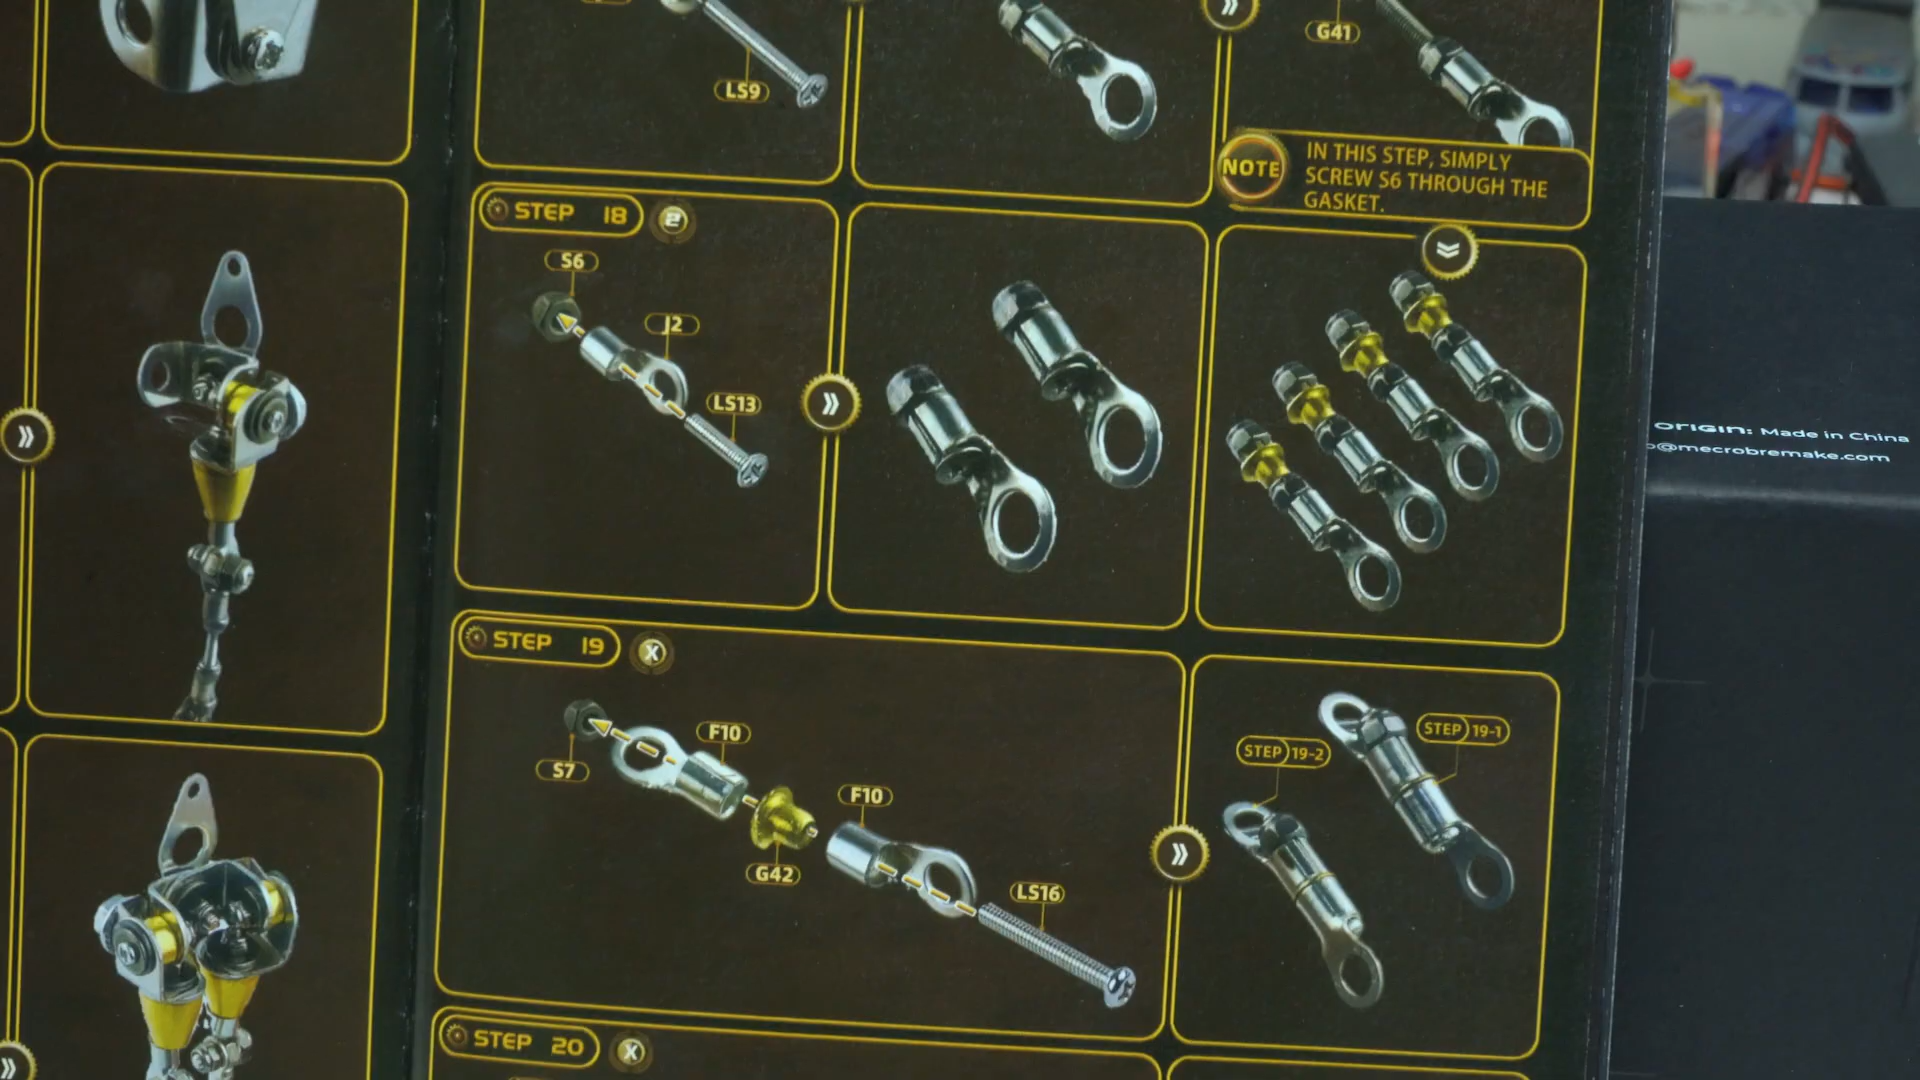 LS9
G41
NOTE
IN THIS STEP, SIMPLY
SCREW S6 THROUGH THE
GASKET.
STEP 18
2
S6
J2
LS13
ORIGIN: Made in China
@mecrobremake.com
STEP 19
X
F10
S7
F10
G42
LS16
STEP 19-1
STEP 19-2
STEP 20
X